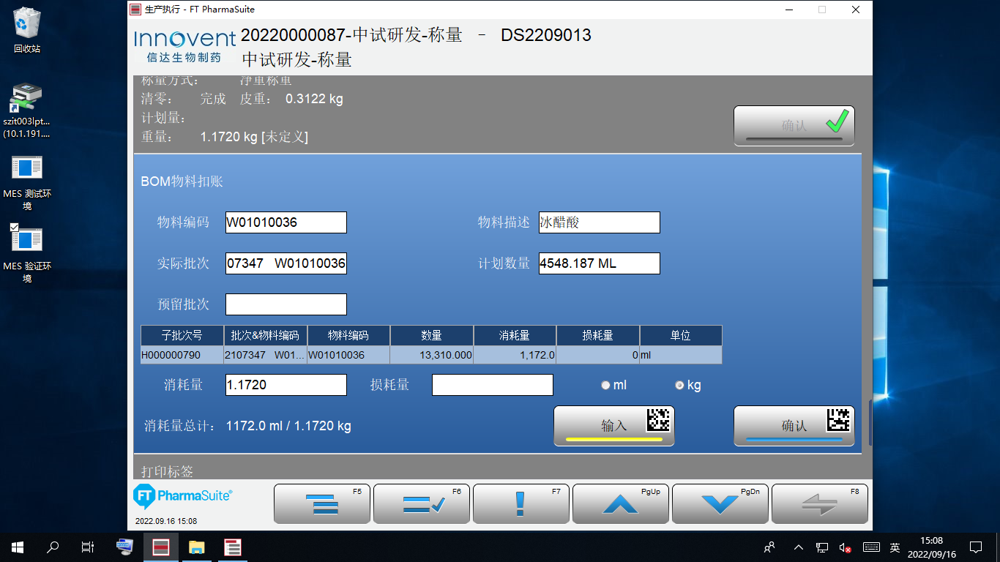 生产执行 - FT PharmaSuite
回收站
szit003lpt...
(10.1.191....
MES 测试环
境
MES 验证环
境
Innovent
信达生物制药
20220000087-中试研发-称量 - DS2209013
中试研发-称量
称量方式: 净重称重
清零: 完成 皮重: 0.3122 kg
计划量:
重量: 1.1720 kg [未定义]
确认
BOM物料扣账
物料编码 W01010036 物料描述 冰醋酸
实际批次 07347 W01010036 计划数量 4548.187 ML
预留批次
子批次号 批次&物料编码 物料编码 数量 消耗量 损耗量 单位
H000000790 2107347 W01... W01010036 13,310.000 1,172.0 0 ml
消耗量 1.1720 损耗量 ml kg
消耗量总计: 1172.0 ml / 1.1720 kg 输入 确认
打印标签
FT PharmaSuite®
F5 F6 F7 PgUp PgDn F8
2022.09.16 15:08
英
15:08
2022/09/16